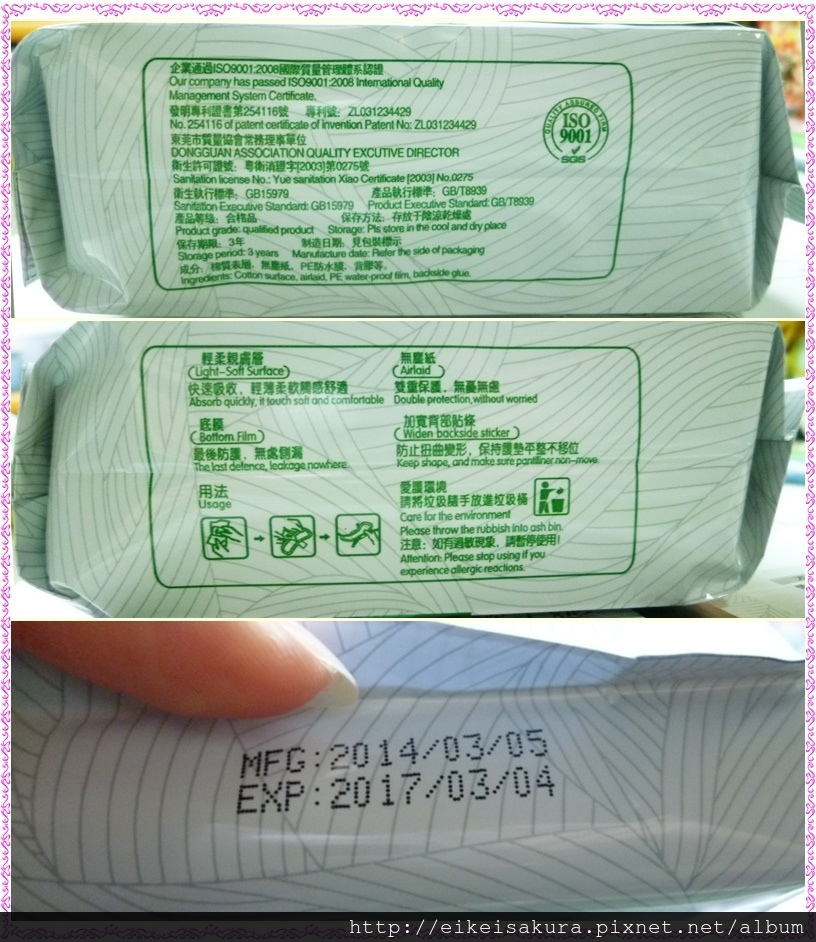 企業通過ISO9001:2008國際質量管理體系認證
Our company has passed ISO9001:2008 International Quality
Management System Certificate.
發明專利證書第254116號 專利號: ZL031234429
No. 254116 of patent certificate of invention Patent No: ZL031234429
東莞市質量協會常務理事單位
DONGGUAN ASSOCIATION QUALITY EXCUTIVE DIRECTOR
衛生許可證號: 粵衛消證字[2003]第0275號
Sanitation license No.: Yue sanitation Xiao Certificate [2003] No.0275
衛生執行標準: GB15979 產品執行標準: GB/T8939
Sanitation Executive Standard: GB15979 Product Executive Standard: GB/T8939
產品等級: 合格品 保存方法: 存放于陰涼乾燥處
Product grade: qualified product Storage: Pls store in the cool and dry place
保存期限: 3年 製造日期: 見包裝標示
Storage period: 3 years Manufacture date: Refer the side of packaging
成分: 棉質表層, 無塵紙, PE防水膜, 背膠等。
Ingredients: Cotton surface, airlaid, PE water-proof film, backside glue.
QUALITY ASSURED FIRM
ISO
9001
SGS
輕柔親膚層 無塵紙
Light-Soft Surface Airlaid
快速吸收, 輕薄柔軟觸感舒適 雙重保護, 無憂無慮
Absorb quickly, it touch soft and comfortable Double protection,without worried
底膜 加寬背部貼條
Bottom Film Widen backside sticker
最後防護, 無處側漏 防止扭曲變形, 保持護墊平整不移位
The last defence, leakage nowhere. Keep shape, and make sure pantiliner non-move.
用法
Usage
愛護環境
請將垃圾隨手放進垃圾桶
Care for the environment
Please throw the rubbish into ash bin.
注意: 如有過敏現象, 請暫停使用!
Attention: Please stop using if you
experience allergic reactions.
MFG:2014/03/05
EXP:2017/03/04
http://eikeisakura.pixnet.net/album